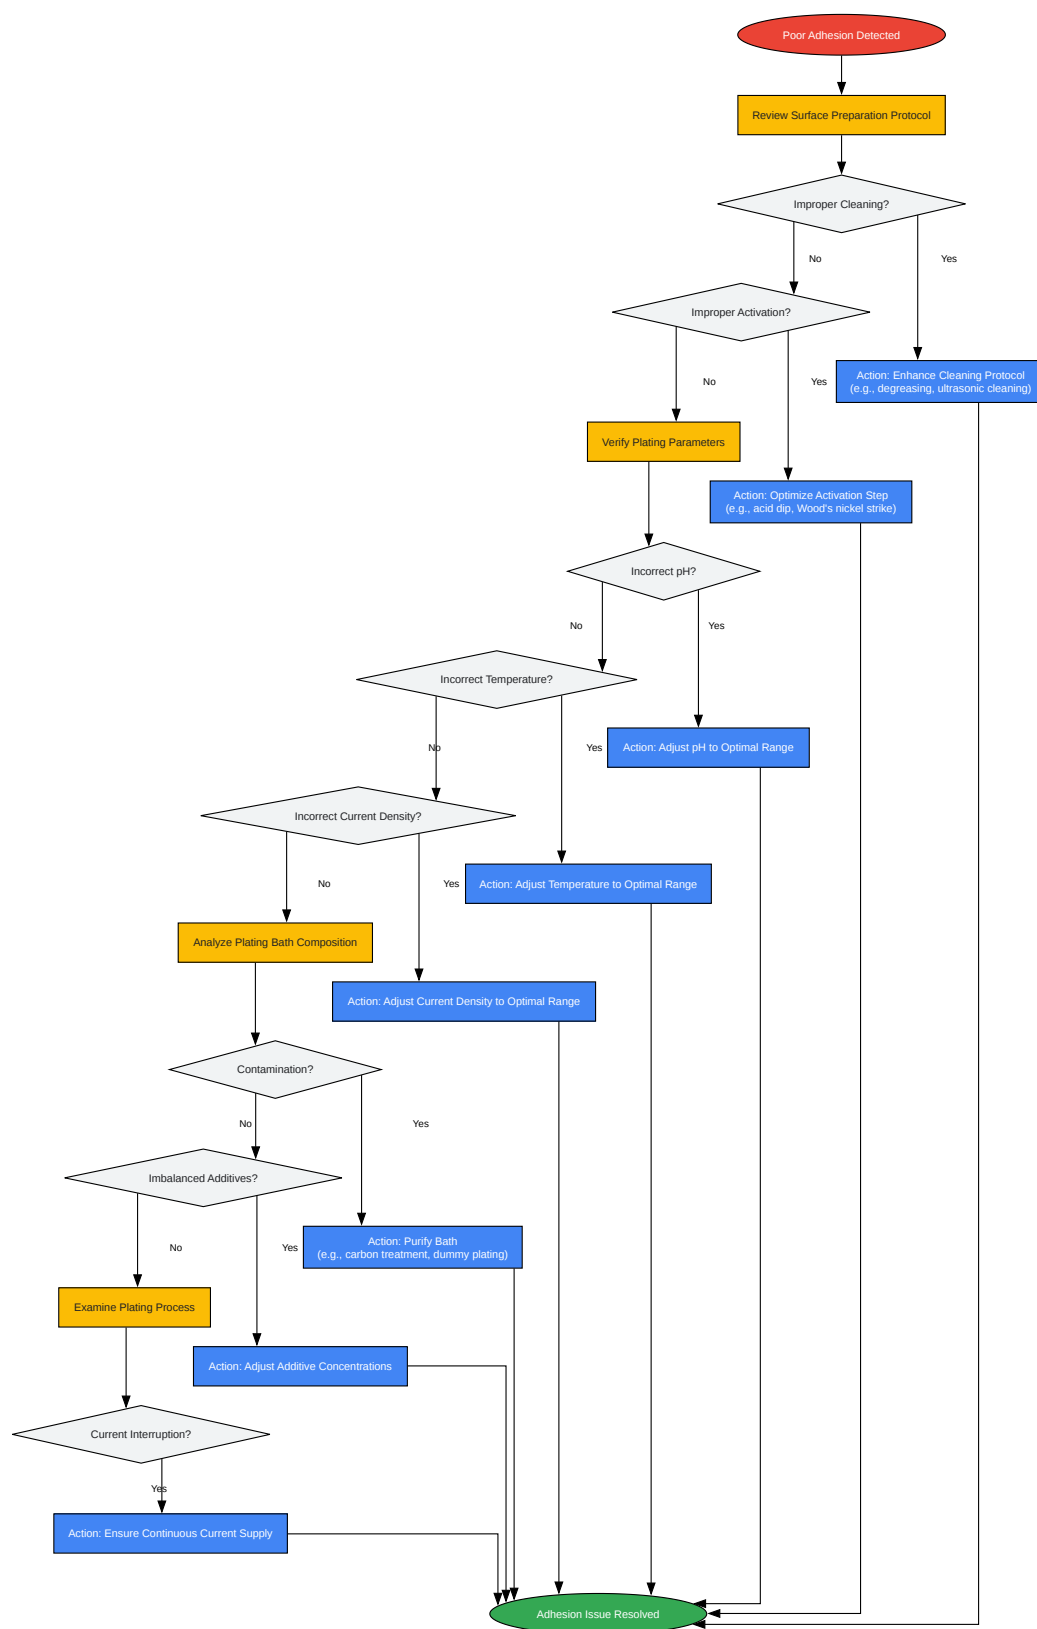 Poor Adhesion Detected
Review Surface Preparation Protocol
Improper Cleaning?
No
Yes
Improper Activation?
Action: Enhance Cleaning Protocol
(e.g., degreasing, ultrasonic cleaning)
No
Yes
Verify Plating Parameters
Action: Optimize Activation Step
(e.g., acid dip, Wood's nickel strike)
Incorrect pH?
No
Yes
Incorrect Temperature?
No
Yes
Action: Adjust pH to Optimal Range
Incorrect Current Density?
No
Yes
Action: Adjust Temperature to Optimal Range
Analyze Plating Bath Composition
Action: Adjust Current Density to Optimal Range
Contamination?
No
Yes
Imbalanced Additives?
No
Yes
Action: Purify Bath
(e.g., carbon treatment, dummy plating)
Examine Plating Process
Action: Adjust Additive Concentrations
Current Interruption?
Yes
Action: Ensure Continuous Current Supply
Adhesion Issue Resolved